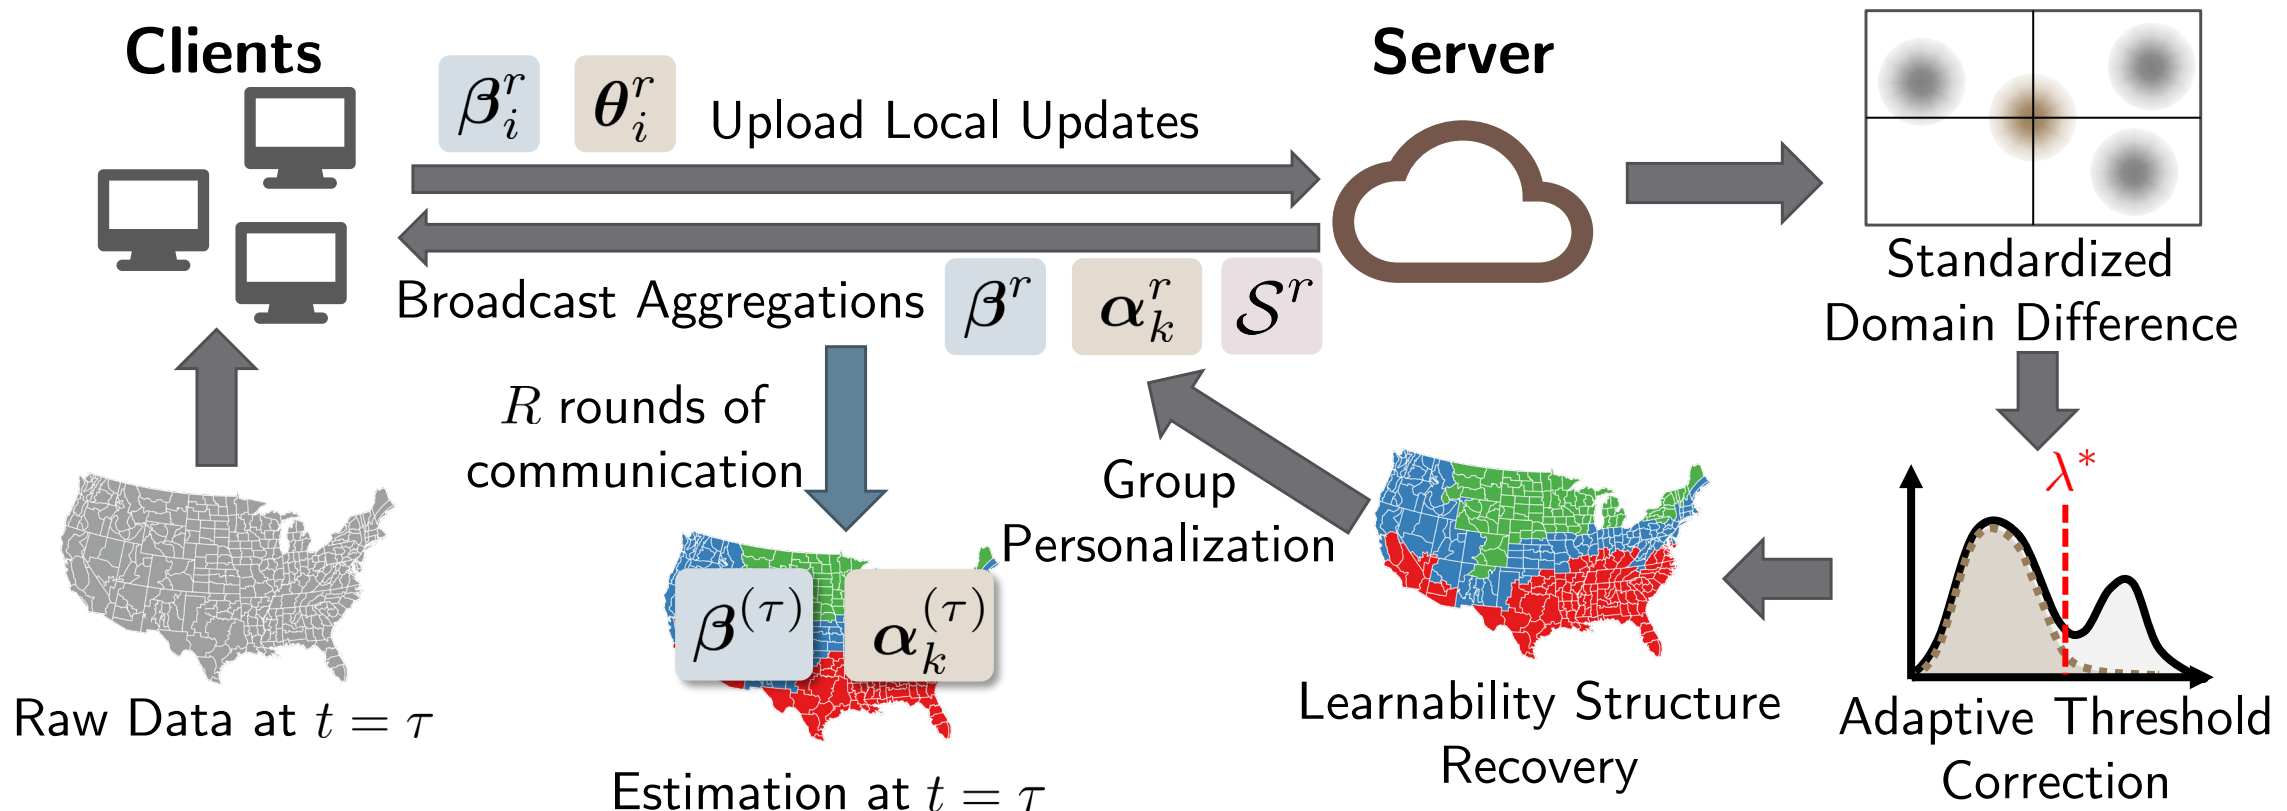 Clients
Server
β_i^r
θ_i^r
Upload Local Updates
Broadcast Aggregations
β^r
α_k^r
𝒮^r
Standardized
Domain Difference
R rounds of
communication
Group
Personalization
λ*
β^(τ)
α_k^(τ)
Raw Data at t = τ
Estimation at t = τ
Learnability Structure
Recovery
Adaptive Threshold
Correction